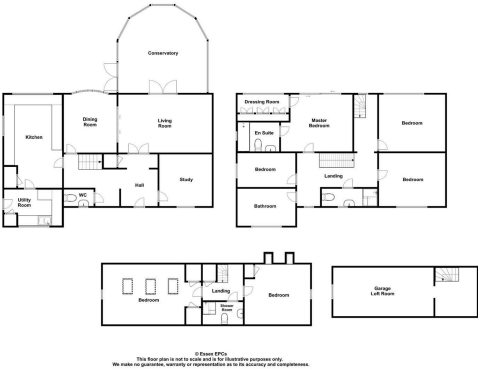 Conservatory
Kitchen
Dining
Room
Living
Room
Utility
Room
WC
Hall
Study
Dressing Room
En Suite
Master
Bedroom
Bedroom
Bedroom
Landing
Bedroom
Bathroom
Bedroom
Landing
Shower
Room
Bedroom
Garage
Loft Room
© Essex EPCs
This floor plan is not to scale and is for illustrative purposes only.
We make no guarantee, warranty or representation as to its accuracy and completeness.